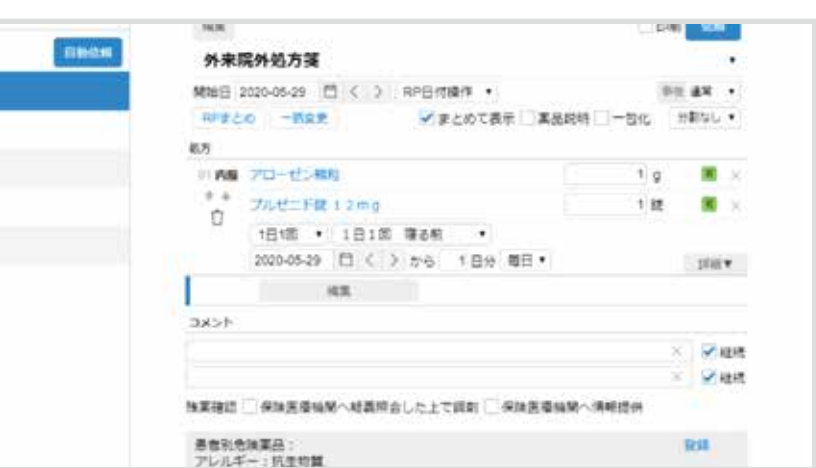 編集
印刷
自動依頼
外来院外処方箋
開始日 2020-05-29 RP日付操作
通常
RPまとめ 一括変更 まとめて表示 薬品説明 一包化 分割なし
処方
01 内服 アローゼン顆粒 1 g
プルゼニド錠 12mg 1 錠
1日1回 1日1回 寝る前
2020-05-29 から 1 日分 毎日 詳細▼
編集
コメント
継続
継続
残薬確認 保険医療機関へ疑義照会した上で調剤 保険医療機関へ情報提供
患者別危険薬品: 登録
アレルギー:抗生物質